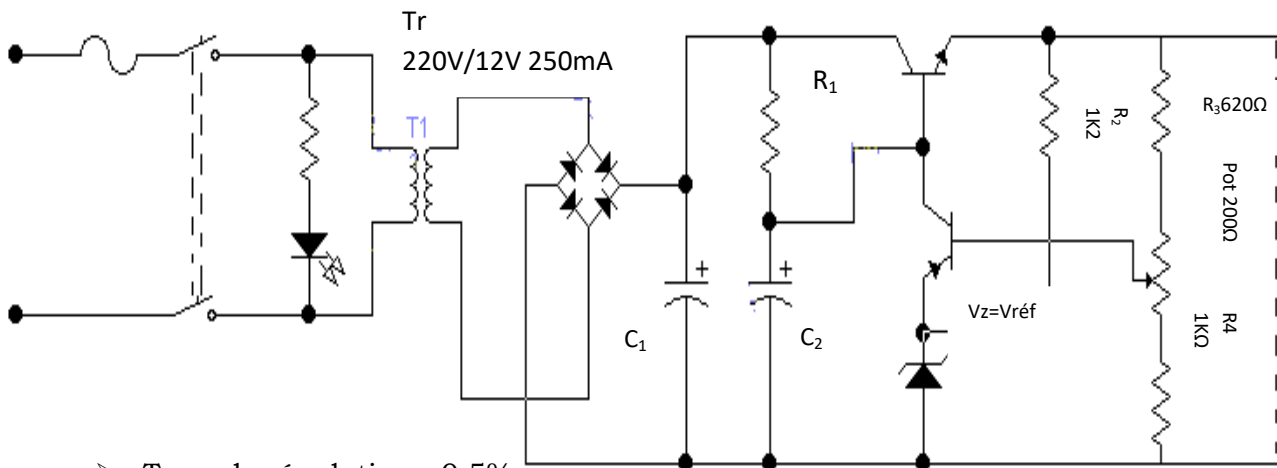 Tr
220V/12V 250mA
T1
R1
R2
1K2
R3620Ω
Pot 200Ω
R4
1KΩ
+
+
C1
C2
Vz=Vréf